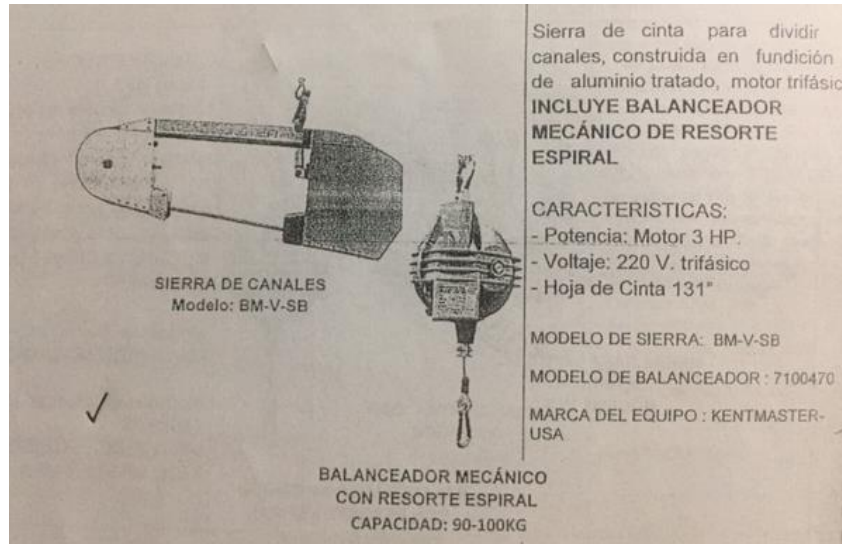 SIERRA DE CANALES
Modelo: BM-V-SB
BALANCEADOR MECÁNICO
CON RESORTE ESPIRAL
CAPACIDAD: 90-100KG
Sierra de cinta para dividir
canales, construida en fundición
de aluminio tratado, motor trifásic
INCLUYE BALANCEADOR
MECÁNICO DE RESORTE
ESPIRAL
CARACTERISTICAS:
- Potencia: Motor 3 HP.
- Voltaje: 220 V. trifásico
- Hoja de Cinta 131"
MODELO DE SIERRA: BM-V-SB
MODELO DE BALANCEADOR : 7100470
MARCA DEL EQUIPO : KENTMASTER-
USA